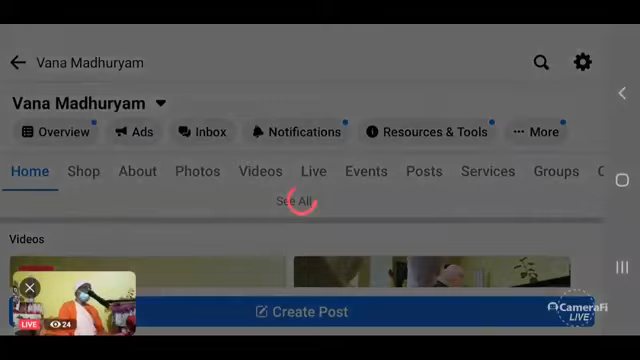 Vana Madhuryam
Vana Madhuryam
Overview Ads Inbox Notifications Resources & Tools More
Home Shop About Photos Videos Live Events Posts Services Groups C
See All
Videos
Create Post
LIVE 24
CameraFi
LIVE